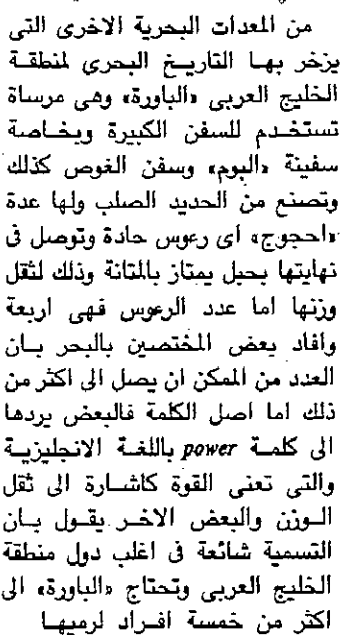 من المعدات البحرية الاخرى التى
يزخر بها التاريخ البحرى لمنطقة
الخليج العربى «الباورة» وهى مرساة
تستخدم للسفن الكبيرة وبخاصة
سفينة «البوم» وسفن الغوص كذلك
وتصنع من الحديد الصلب ولها عدة
«احجوج» اى رءوس حادة وتوصل فى
نهايتها بحبل يمتاز بالمتانة وذلك لثقل
وزنها اما عدد الرءوس فهى اربعة
وافاد بعض المختصين بالبحر بان
العدد من الممكن ان يصل الى اكثر من
ذلك اما اصل الكلمة فالبعض يردها
الى كلمة power باللغة الانجليزية
والتى تعنى القوة كاشارة الى ثقل
الوزن والبعض الاخر يقول بان
التسمية شائعة فى اغلب دول منطقة
الخليج العربى وتحتاج «الباورة» الى
اكثر من خمسة افراد لرميها